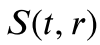 S(t, r)